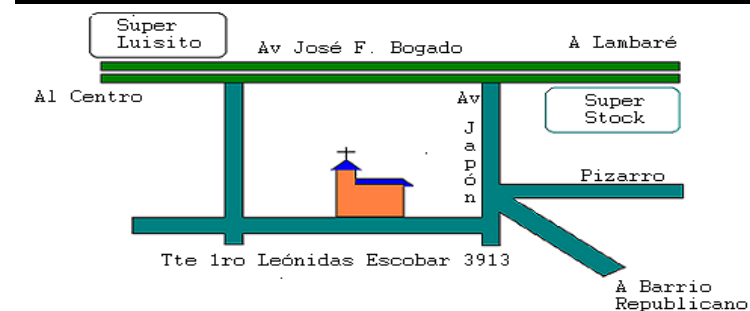 Super
Luisito
Av José F. Bogado
A Lambaré
Al Centro
Av
Japón
Super
Stock
Pizarro
Tte 1ro Leónidas Escobar 3913
A Barrio
Republicano